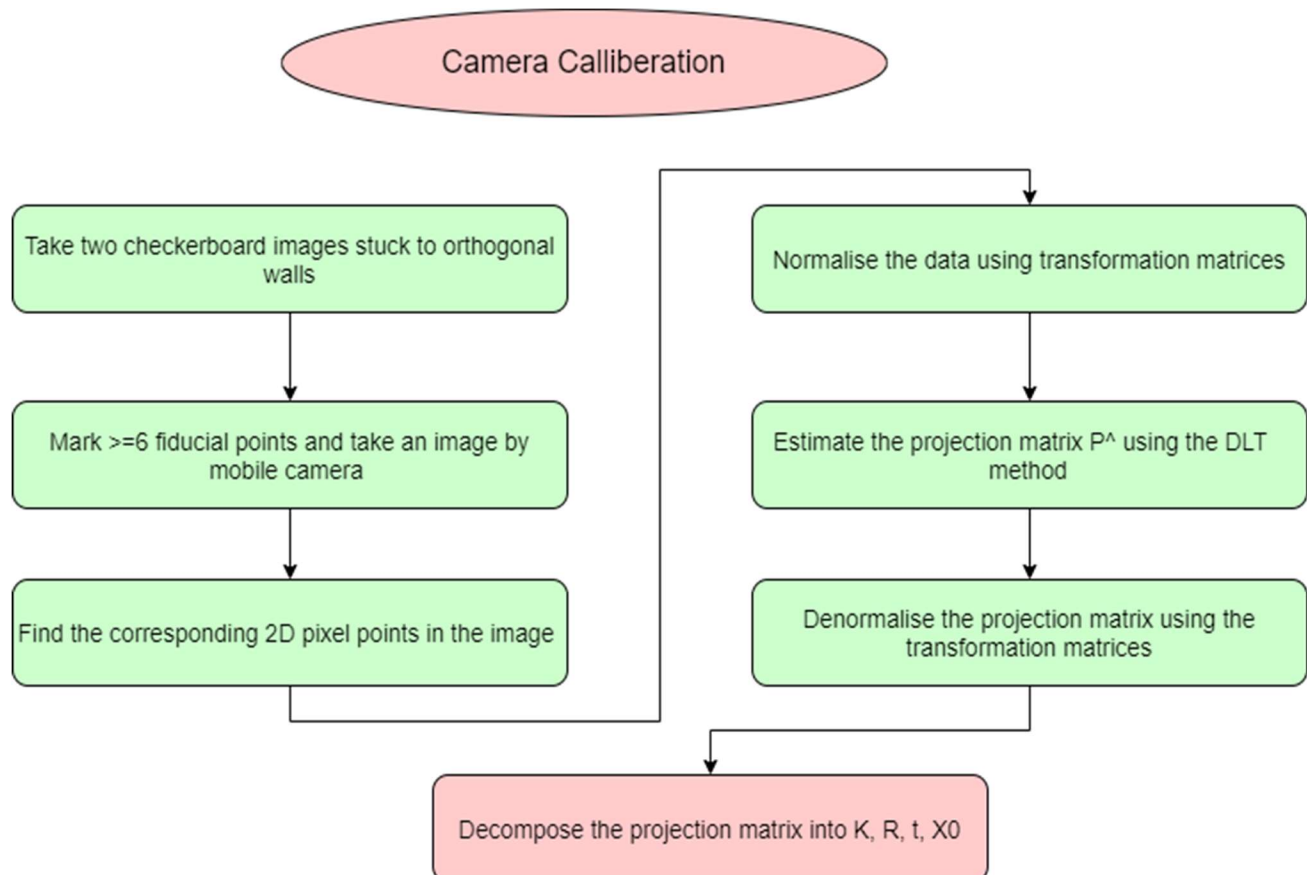 Camera Calliberation
Take two checkerboard images stuck to orthogonal
walls
Mark >=6 fiducial points and take an image by
mobile camera
Find the corresponding 2D pixel points in the image
Normalise the data using transformation matrices
Estimate the projection matrix P^ using the DLT
method
Denormalise the projection matrix using the
transformation matrices
Decompose the projection matrix into K, R, t, X0